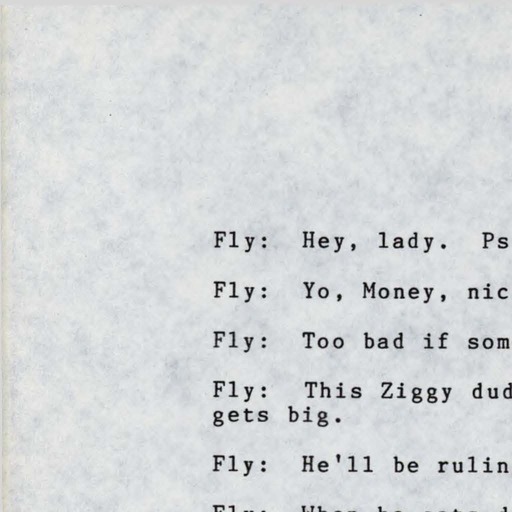 Fly:  Hey, lady.  Ps
Fly:  Yo, Money, nic
Fly:  Too bad if som
Fly:  This Ziggy dud
gets big.
Fly:  He'll be rulin